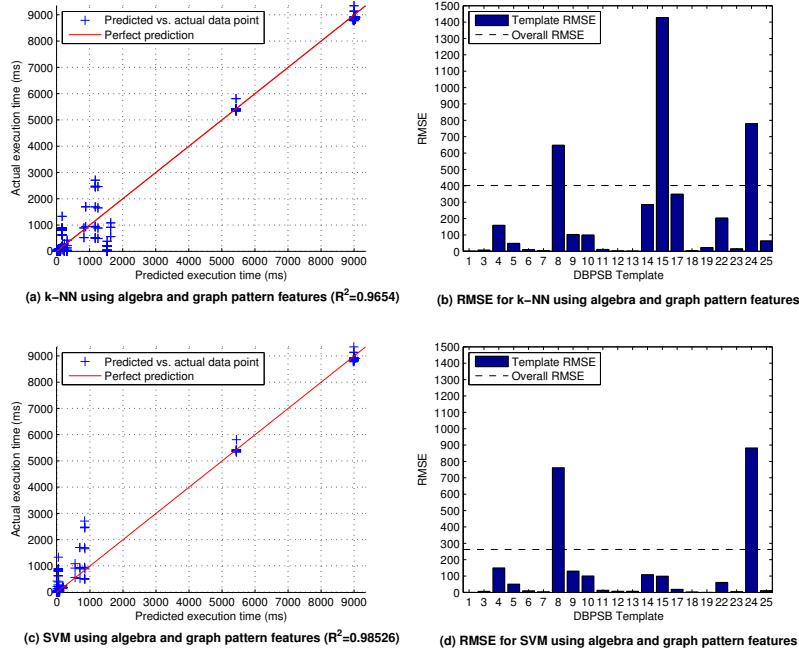 Predicted vs. actual data point
Perfect prediction
9000
8000
7000
6000
5000
4000
3000
2000
1000
0
Actual execution time (ms)
0 1000 2000 3000 4000 5000 6000 7000 8000 9000
Predicted execution time (ms)
(a) k−NN using algebra and graph pattern features (R2=0.9654)
Template RMSE
Overall RMSE
1500
1400
1300
1200
1100
1000
900
800
700
600
500
400
300
200
100
0
RMSE
1 3 4 5 6 7 8 9 10 11 12 13 14 15 17 18 19 22 23 24 25
DBPSB Template
(b) RMSE for k−NN using algebra and graph pattern features
Predicted vs. actual data point
Perfect prediction
9000
8000
7000
6000
5000
4000
3000
2000
1000
0
Actual execution time (ms)
0 1000 2000 3000 4000 5000 6000 7000 8000 9000
Predicted execution time (ms)
(c) SVM using algebra and graph pattern features (R2=0.98526)
Template RMSE
Overall RMSE
1500
1400
1300
1200
1100
1000
900
800
700
600
500
400
300
200
100
0
RMSE
1 3 4 5 6 7 8 9 10 11 12 13 14 15 17 18 19 22 23 24 25
DBPSB Template
(d) RMSE for SVM using algebra and graph pattern features